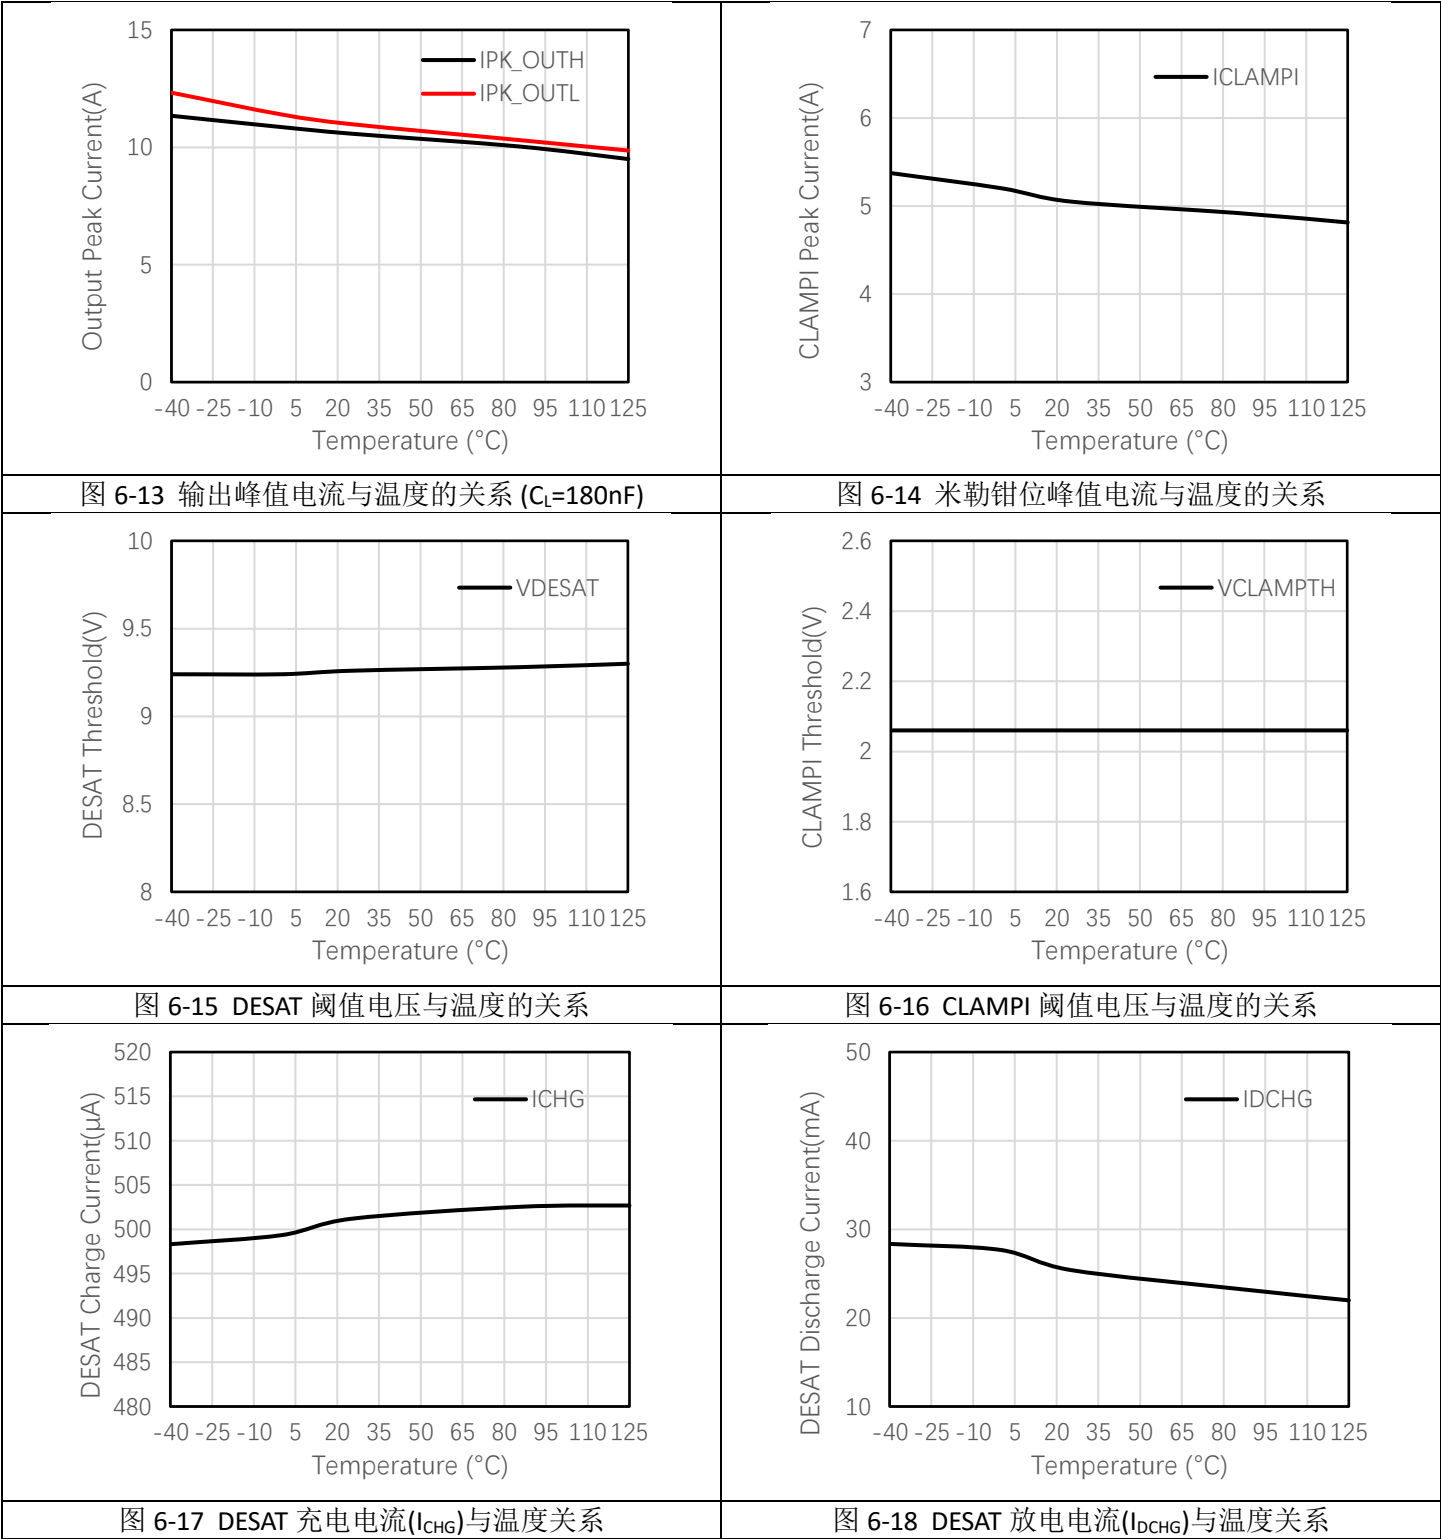 15
10
5
0
Output Peak Current(A)
IPK_OUTH
IPK_OUTL
-40 -25 -10 5 20 35 50 65 80 95 110 125
Temperature (°C)
图 6-13 输出峰值电流与温度的关系 (CL=180nF)
7
6
5
4
3
CLAMPI Peak Current(A)
ICLAMPI
-40 -25 -10 5 20 35 50 65 80 95 110 125
Temperature (°C)
图 6-14 米勒钳位峰值电流与温度的关系
10
9.5
9
8.5
8
DESAT Threshold(V)
VDESAT
-40 -25 -10 5 20 35 50 65 80 95 110 125
Temperature (°C)
图 6-15 DESAT 阈值电压与温度的关系
2.6
2.4
2.2
2
1.8
1.6
CLAMPI Threshold(V)
VCLAMPTH
-40 -25 -10 5 20 35 50 65 80 95 110 125
Temperature (°C)
图 6-16 CLAMPI 阈值电压与温度的关系
520
515
510
505
500
495
490
485
480
DESAT Charge Current(μA)
ICHG
-40 -25 -10 5 20 35 50 65 80 95 110 125
Temperature (°C)
图 6-17 DESAT 充电电流(ICHG)与温度关系
50
40
30
20
10
DESAT Discharge Current(mA)
IDCHG
-40 -25 -10 5 20 35 50 65 80 95 110 125
Temperature (°C)
图 6-18 DESAT 放电电流(IDCHG)与温度关系